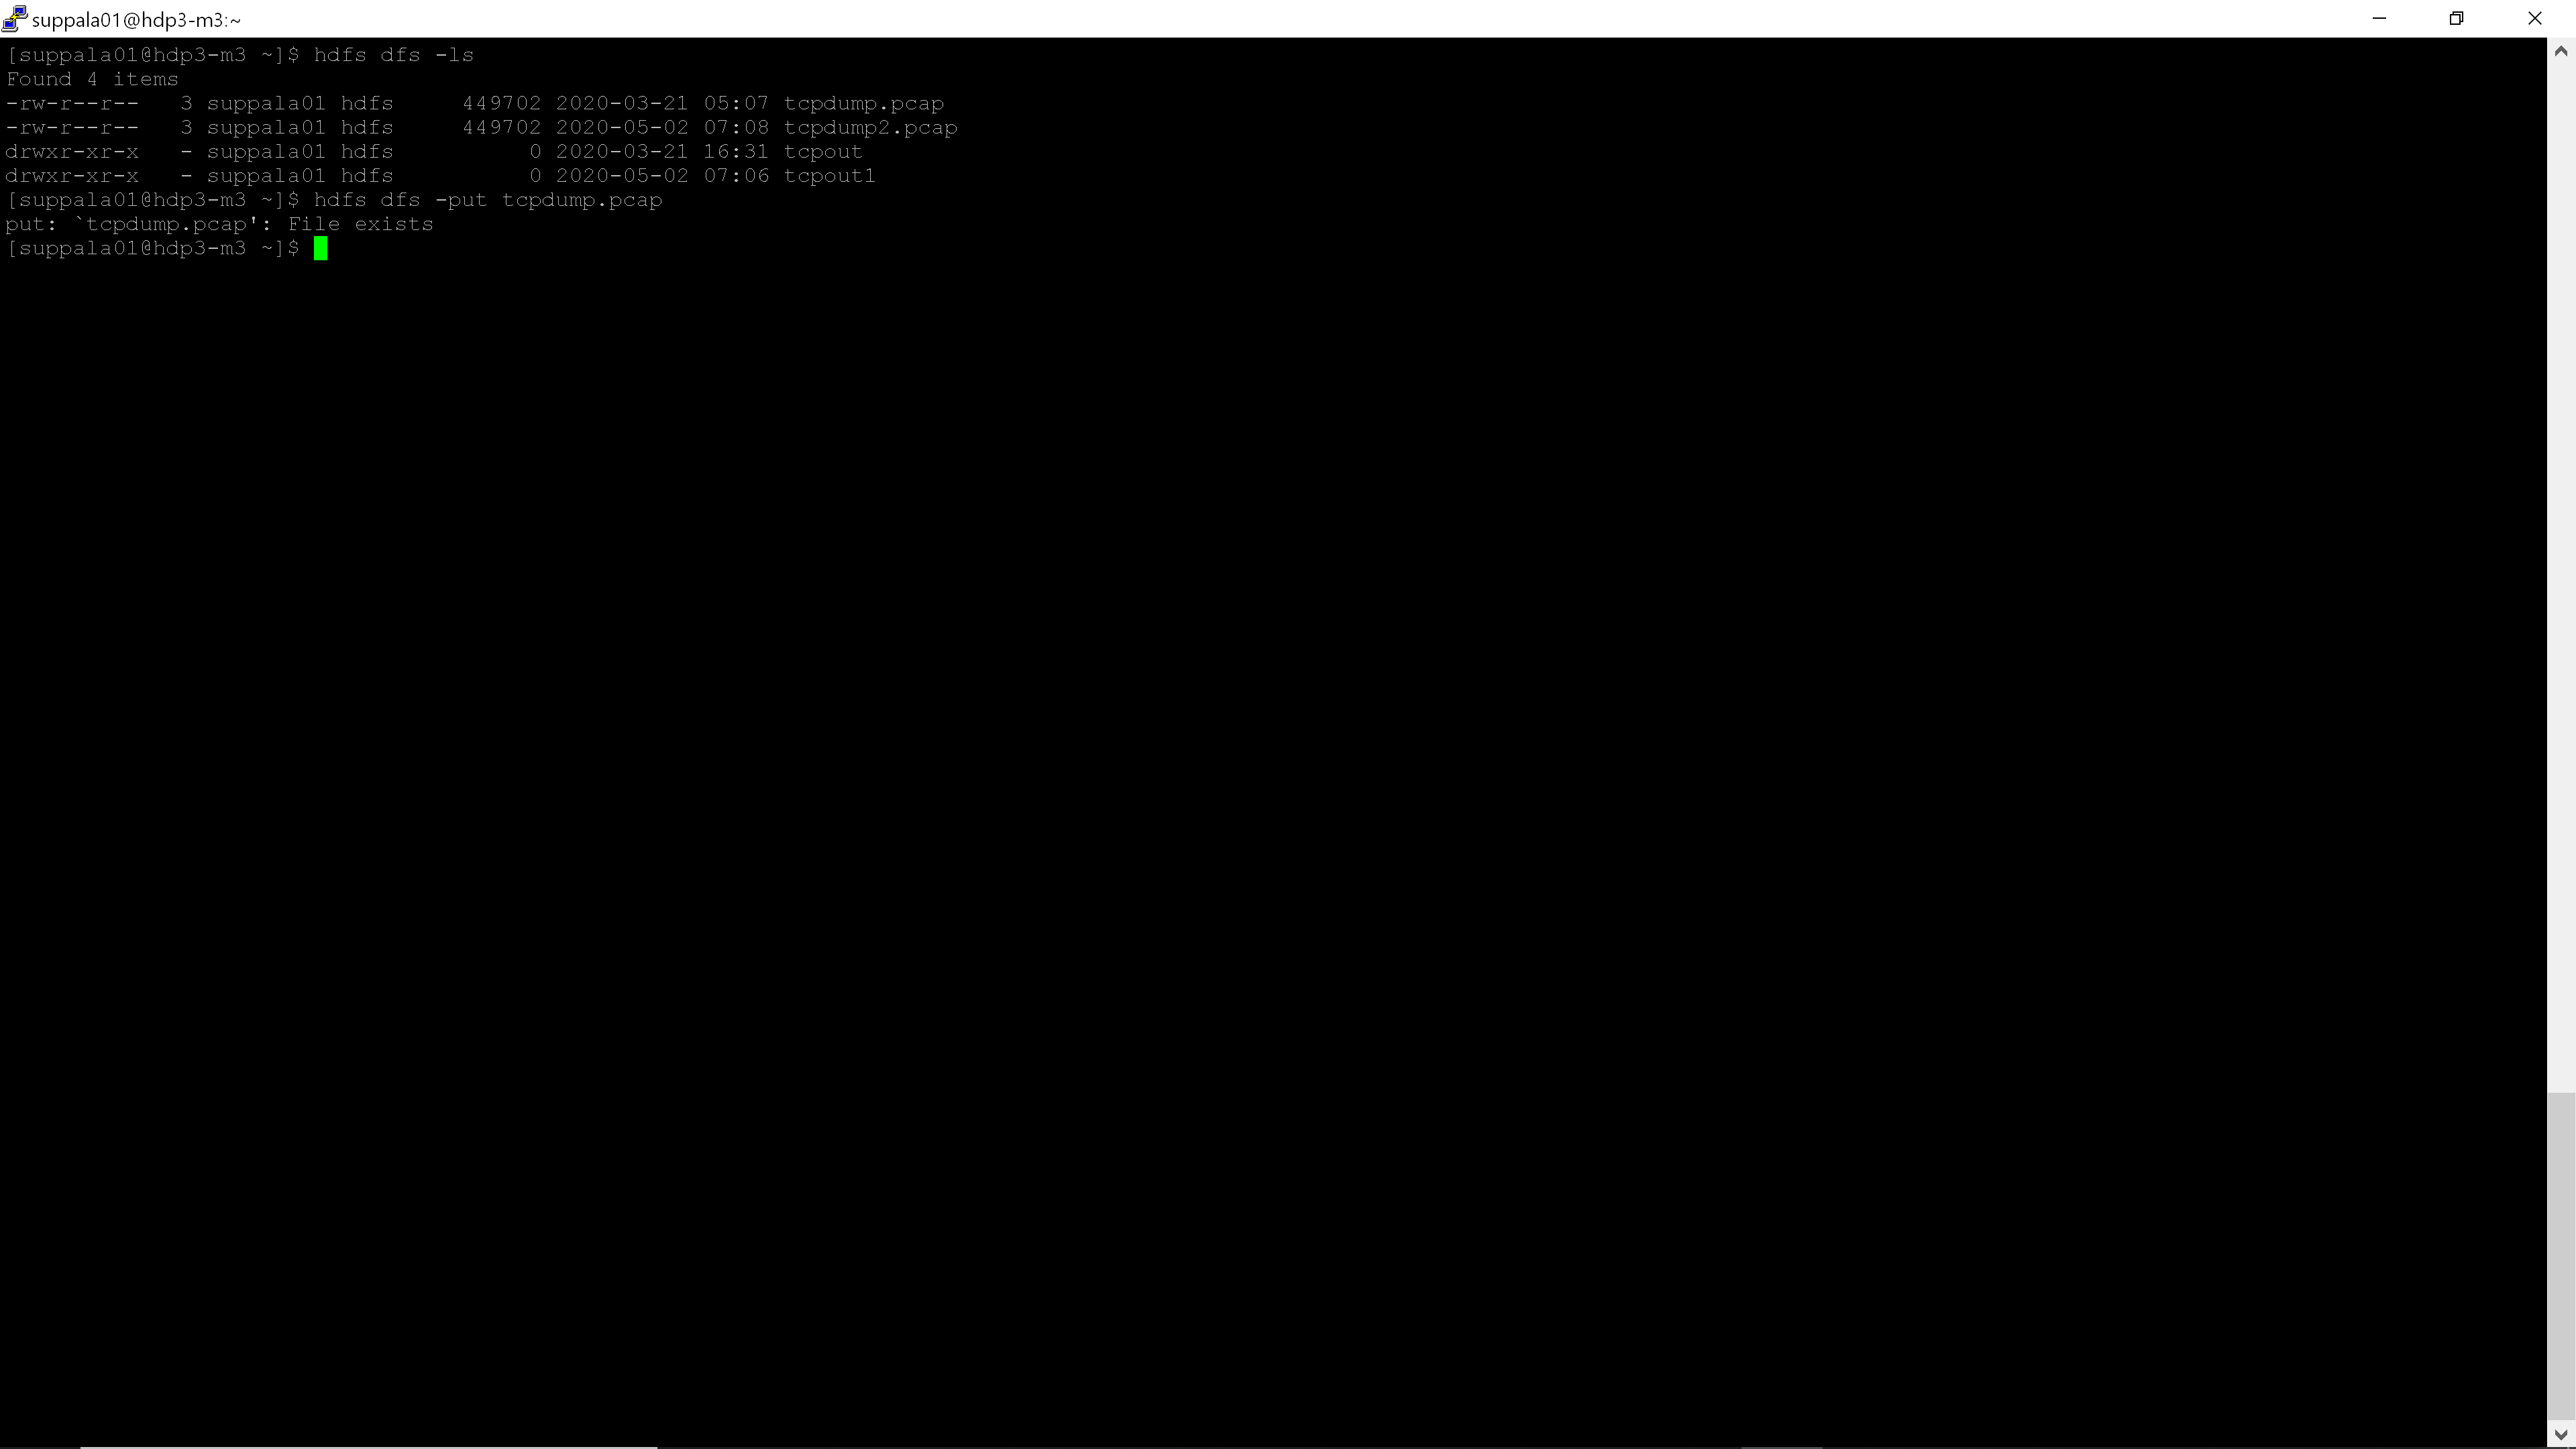 suppala01@hdp3-m3:~
[suppala01@hdp3-m3 ~]$ hdfs dfs -ls
Found 4 items
-rw-r--r--   3 suppala01 hdfs     449702 2020-03-21 05:07 tcpdump.pcap
-rw-r--r--   3 suppala01 hdfs     449702 2020-05-02 07:08 tcpdump2.pcap
drwxr-xr-x   - suppala01 hdfs          0 2020-03-21 16:31 tcpout
drwxr-xr-x   - suppala01 hdfs          0 2020-05-02 07:06 tcpout1
[suppala01@hdp3-m3 ~]$ hdfs dfs -put tcpdump.pcap
put: `tcpdump.pcap': File exists
[suppala01@hdp3-m3 ~]$